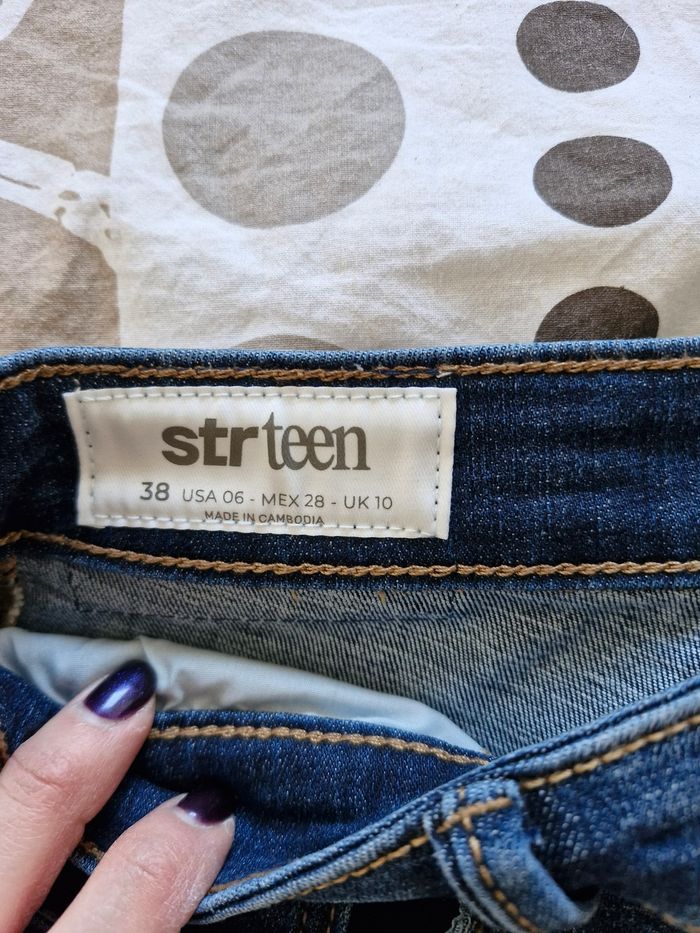 strteen
38 USA 06 - MEX 28 - UK 10
MADE IN CAMBODIA